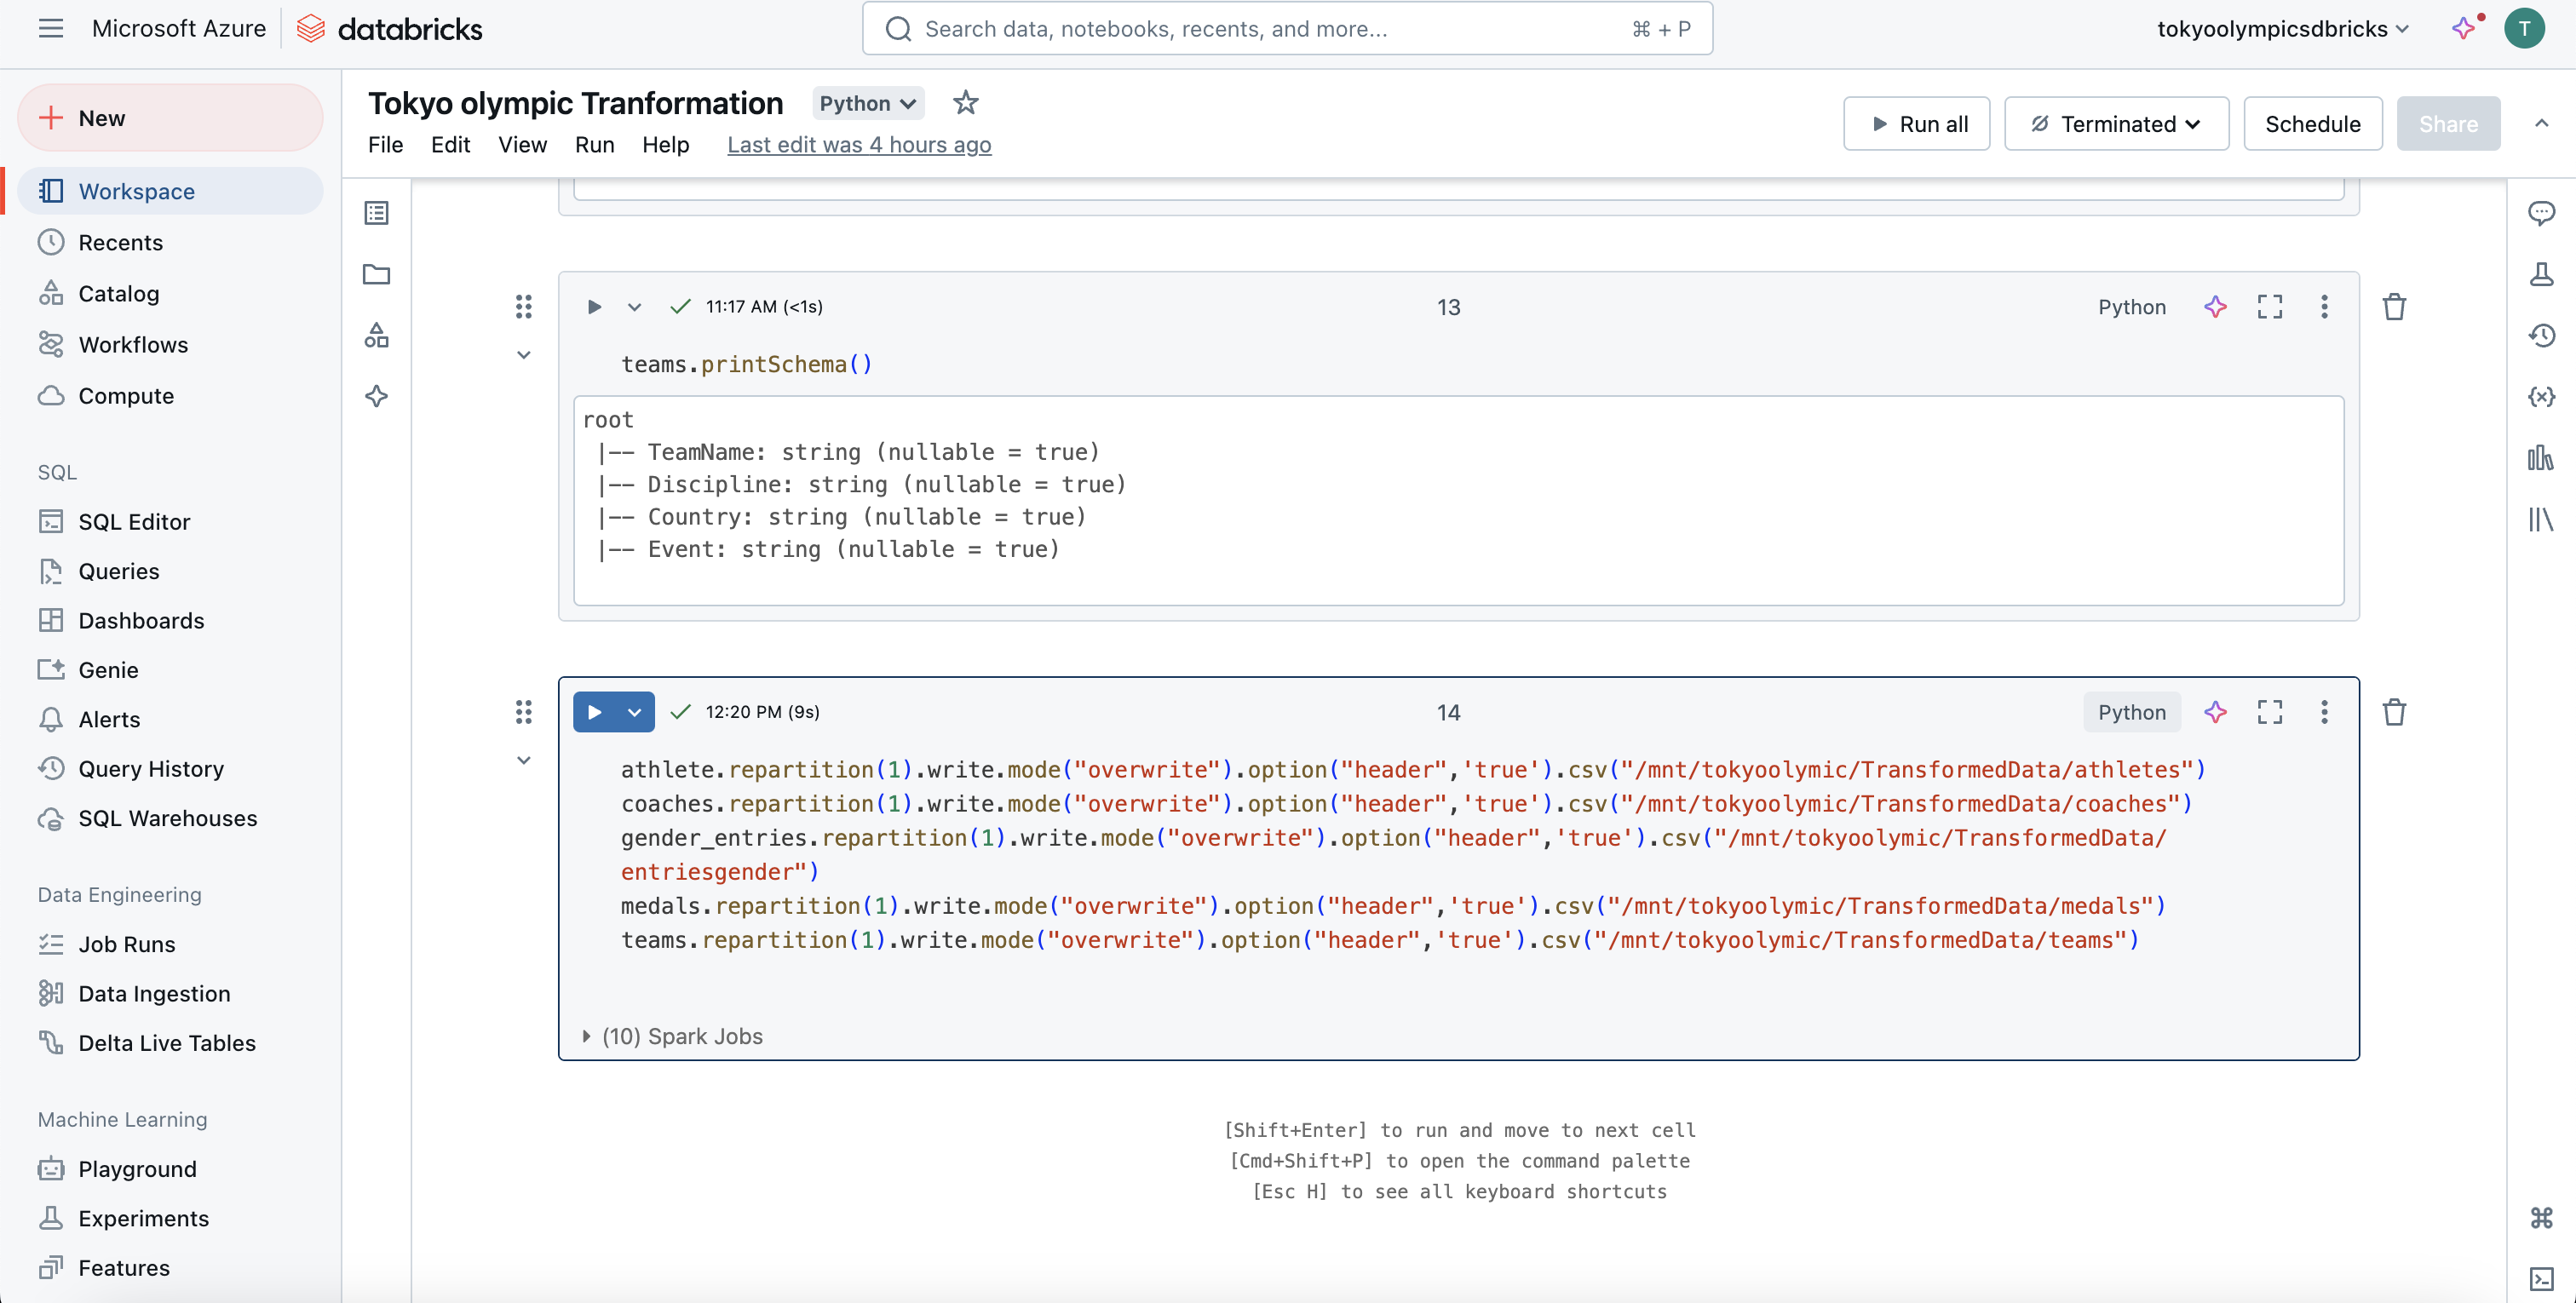 Microsoft Azure databricks
Search data, notebooks, recents, and more... ⌘ + P
tokyoolympicsdbricks T
New
Workspace
Recents
Catalog
Workflows
Compute
SQL
SQL Editor
Queries
Dashboards
Genie
Alerts
Query History
SQL Warehouses
Data Engineering
Job Runs
Data Ingestion
Delta Live Tables
Machine Learning
Playground
Experiments
Features
Tokyo olympic Tranformation Python
File Edit View Run Help Last edit was 4 hours ago
Run all Terminated Schedule Share
11:17 AM (<1s) 13 Python
teams.printSchema()
root
|-- TeamName: string (nullable = true)
|-- Discipline: string (nullable = true)
|-- Country: string (nullable = true)
|-- Event: string (nullable = true)
12:20 PM (9s) 14 Python
athlete.repartition(1).write.mode("overwrite").option("header",'true').csv("/mnt/tokyoolymic/TransformedData/athletes")
coaches.repartition(1).write.mode("overwrite").option("header",'true').csv("/mnt/tokyoolymic/TransformedData/coaches")
gender_entries.repartition(1).write.mode("overwrite").option("header",'true').csv("/mnt/tokyoolymic/TransformedData/
entriesgender")
medals.repartition(1).write.mode("overwrite").option("header",'true').csv("/mnt/tokyoolymic/TransformedData/medals")
teams.repartition(1).write.mode("overwrite").option("header",'true').csv("/mnt/tokyoolymic/TransformedData/teams")
(10) Spark Jobs
[Shift+Enter] to run and move to next cell
[Cmd+Shift+P] to open the command palette
[Esc H] to see all keyboard shortcuts